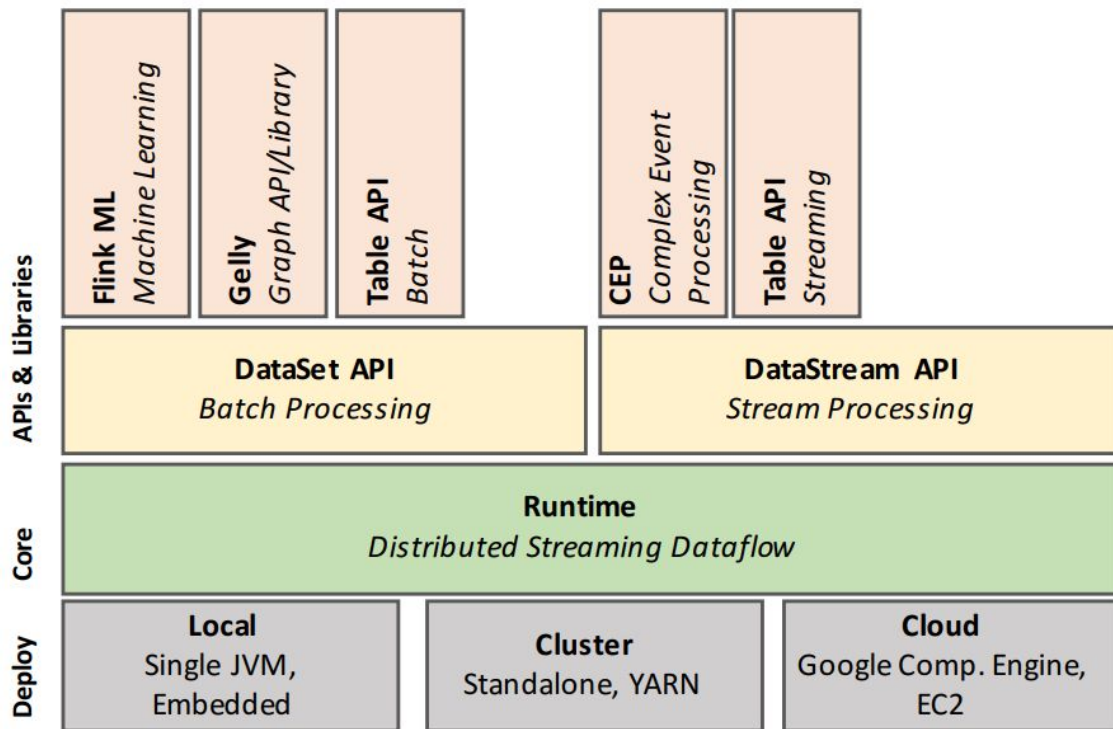 Flink ML
Machine Learning
Gelly
Graph API/Library
Table API
Batch
CEP
Complex Event
Processing
Table API
Streaming
APIs & Libraries
DataSet API
Batch Processing
DataStream API
Stream Processing
Core
Runtime
Distributed Streaming Dataflow
Deploy
Local
Single JVM,
Embedded
Cluster
Standalone, YARN
Cloud
Google Comp. Engine,
EC2